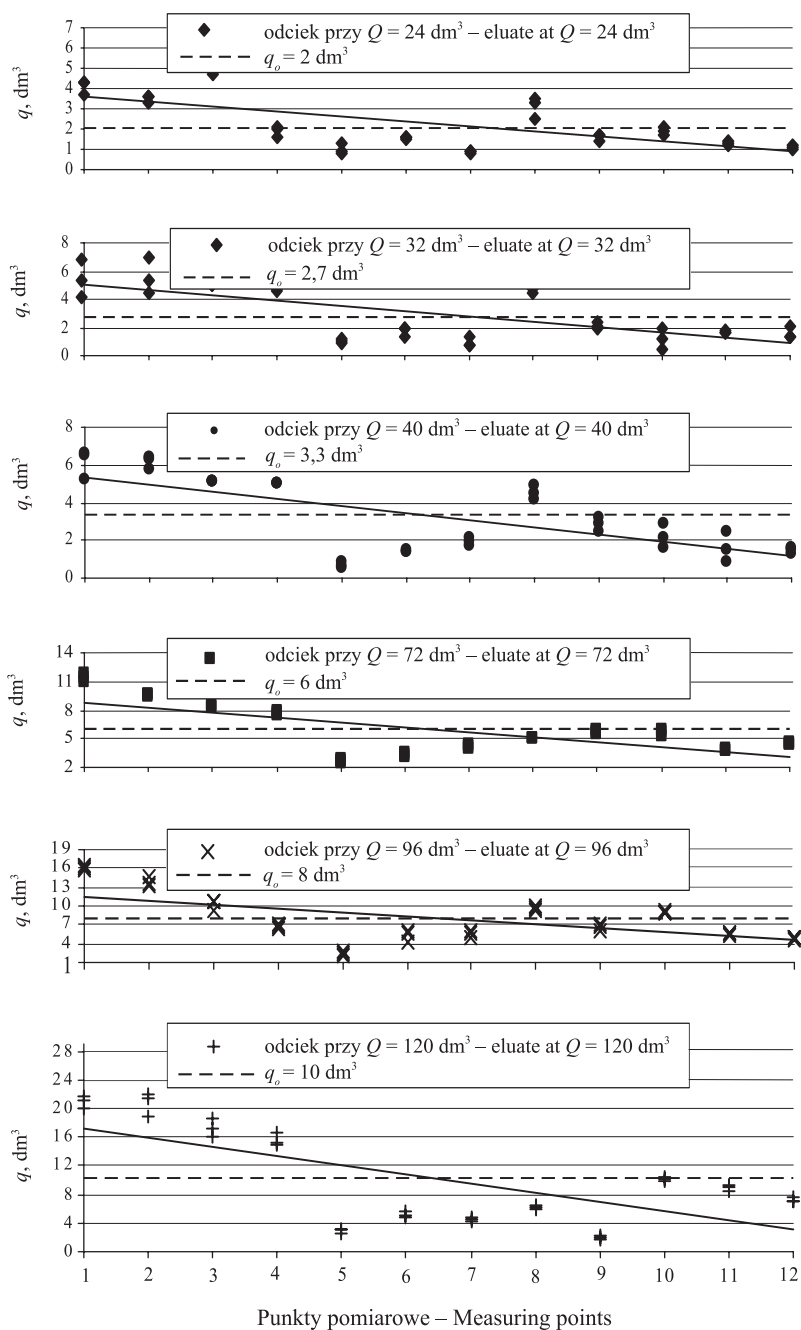 odciek przy Q = 24 dm³ – eluate at Q = 24 dm³
qₒ = 2 dm³
q, dm³
7
6
5
4
3
2
1
0
odciek przy Q = 32 dm³ – eluate at Q = 32 dm³
qₒ = 2,7 dm³
q, dm³
8
6
4
2
0
odciek przy Q = 40 dm³ – eluate at Q = 40 dm³
qₒ = 3,3 dm³
q, dm³
8
6
4
2
0
odciek przy Q = 72 dm³ – eluate at Q = 72 dm³
qₒ = 6 dm³
q, dm³
14
11
8
5
2
odciek przy Q = 96 dm³ – eluate at Q = 96 dm³
qₒ = 8 dm³
q, dm³
19
16
13
10
7
4
1
odciek przy Q = 120 dm³ – eluate at Q = 120 dm³
qₒ = 10 dm³
q, dm³
28
24
20
16
12
8
4
0
1 2 3 4 5 6 7 8 9 10 11 12
Punkty pomiarowe – Measuring points